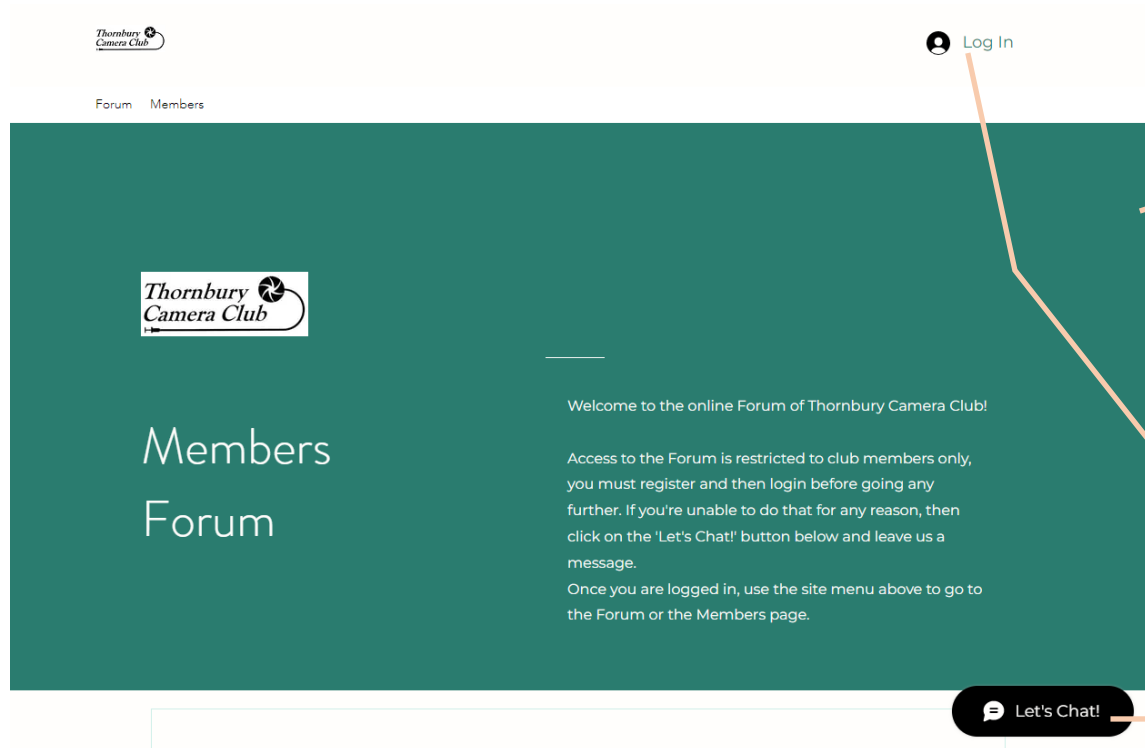 Thornbury
Camera Club
Log In
Forum Members
Thornbury
Camera Club
Members
Forum
Welcome to the online Forum of Thornbury Camera Club!
Access to the Forum is restricted to club members only,
you must register and then login before going any
further. If you're unable to do that for any reason, then
click on the 'Let's Chat!' button below and leave us a
message.
Once you are logged in, use the site menu above to go to
the Forum or the Members page.
Let's Chat!